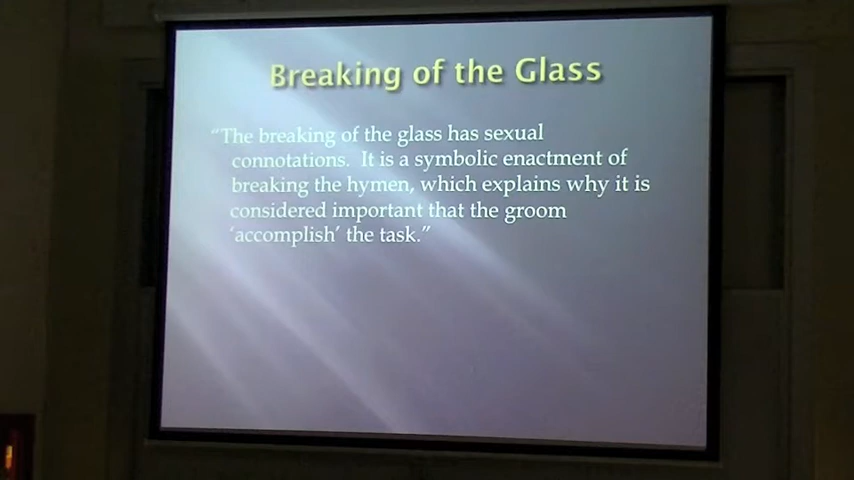 Breaking of the Glass
“The breaking of the glass has sexual
connotations. It is a symbolic enactment of
breaking the hymen, which explains why it is
considered important that the groom
‘accomplish’ the task.”